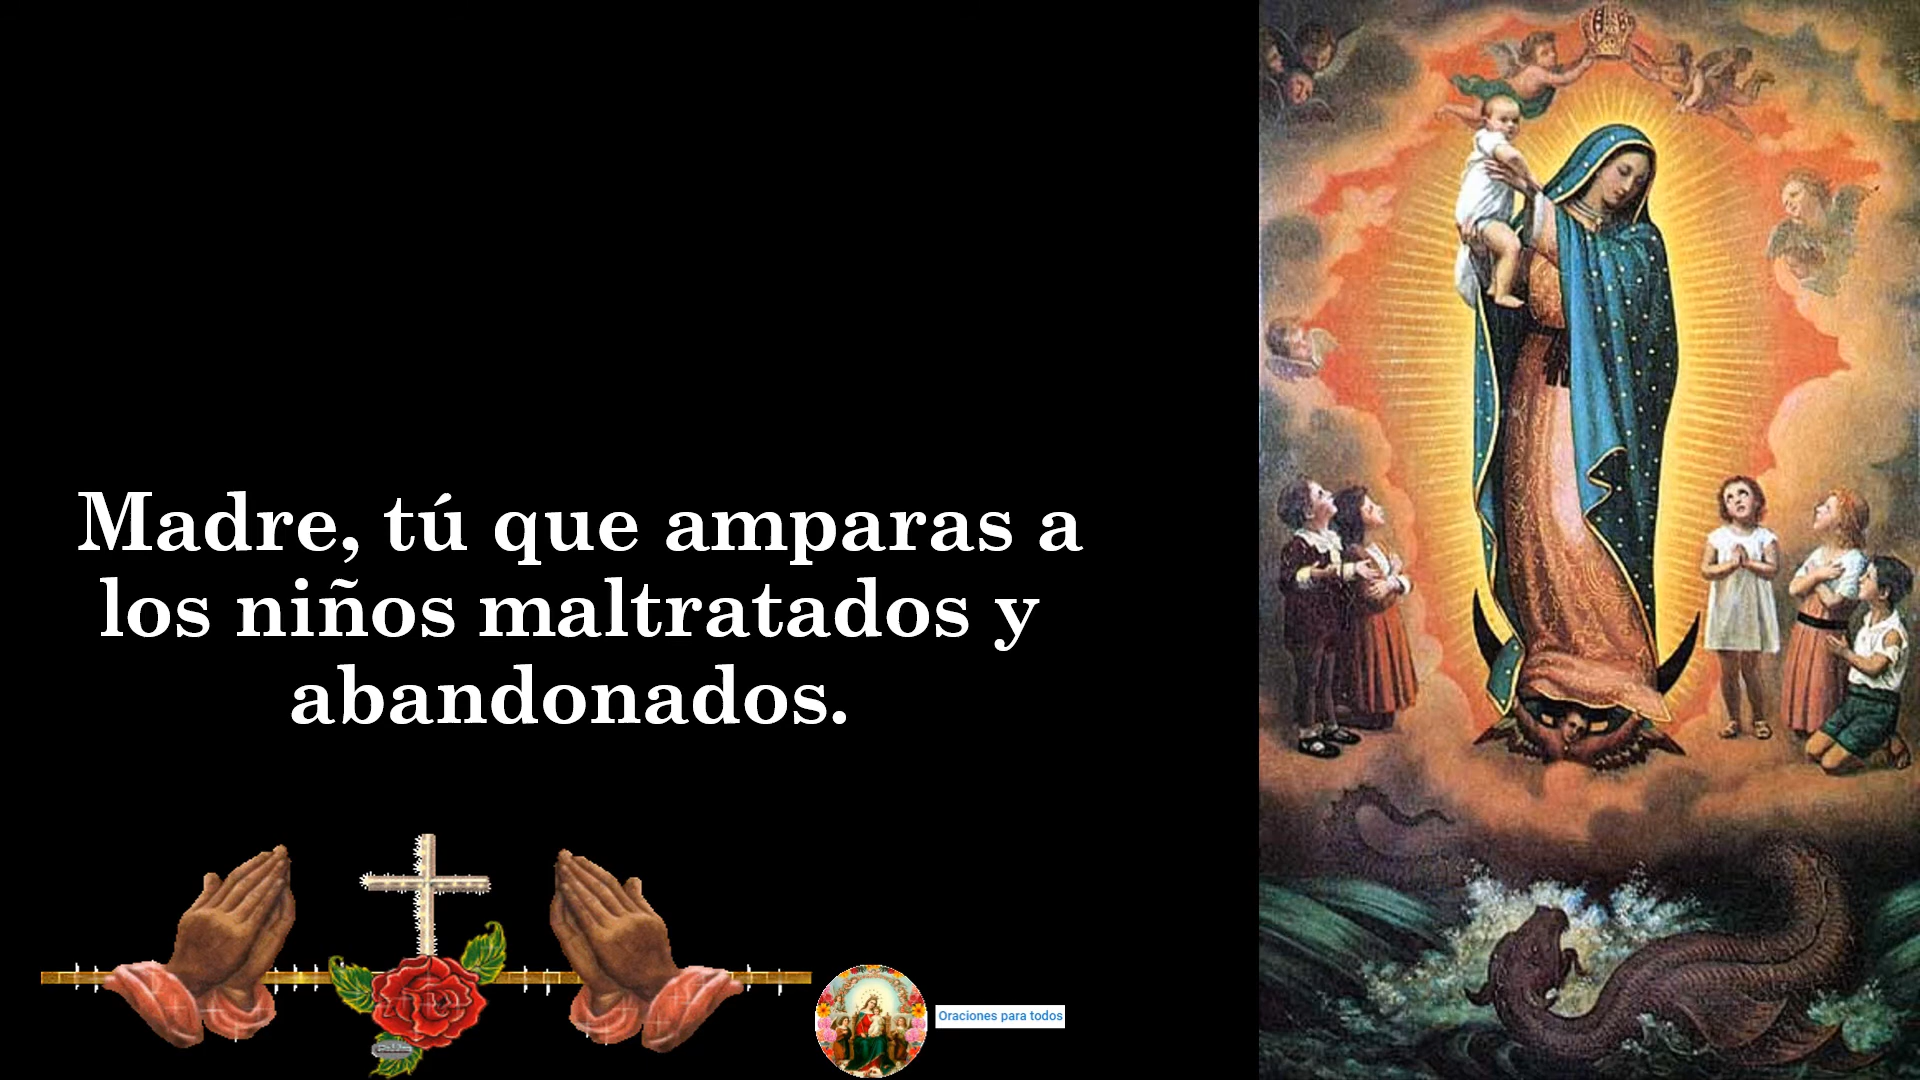 Madre, tú que amparas a
los niños maltratados y
abandonados.
Oraciones para todos